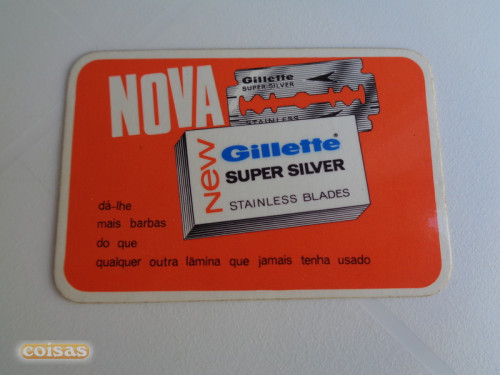 NOVA
Gillette
SUPER SILVER
STAINLESS
New
Gillette®
SUPER SILVER
STAINLESS BLADES
dá-lhe
mais barbas
do que
qualquer outra lâmina que jamais tenha usado
coisas